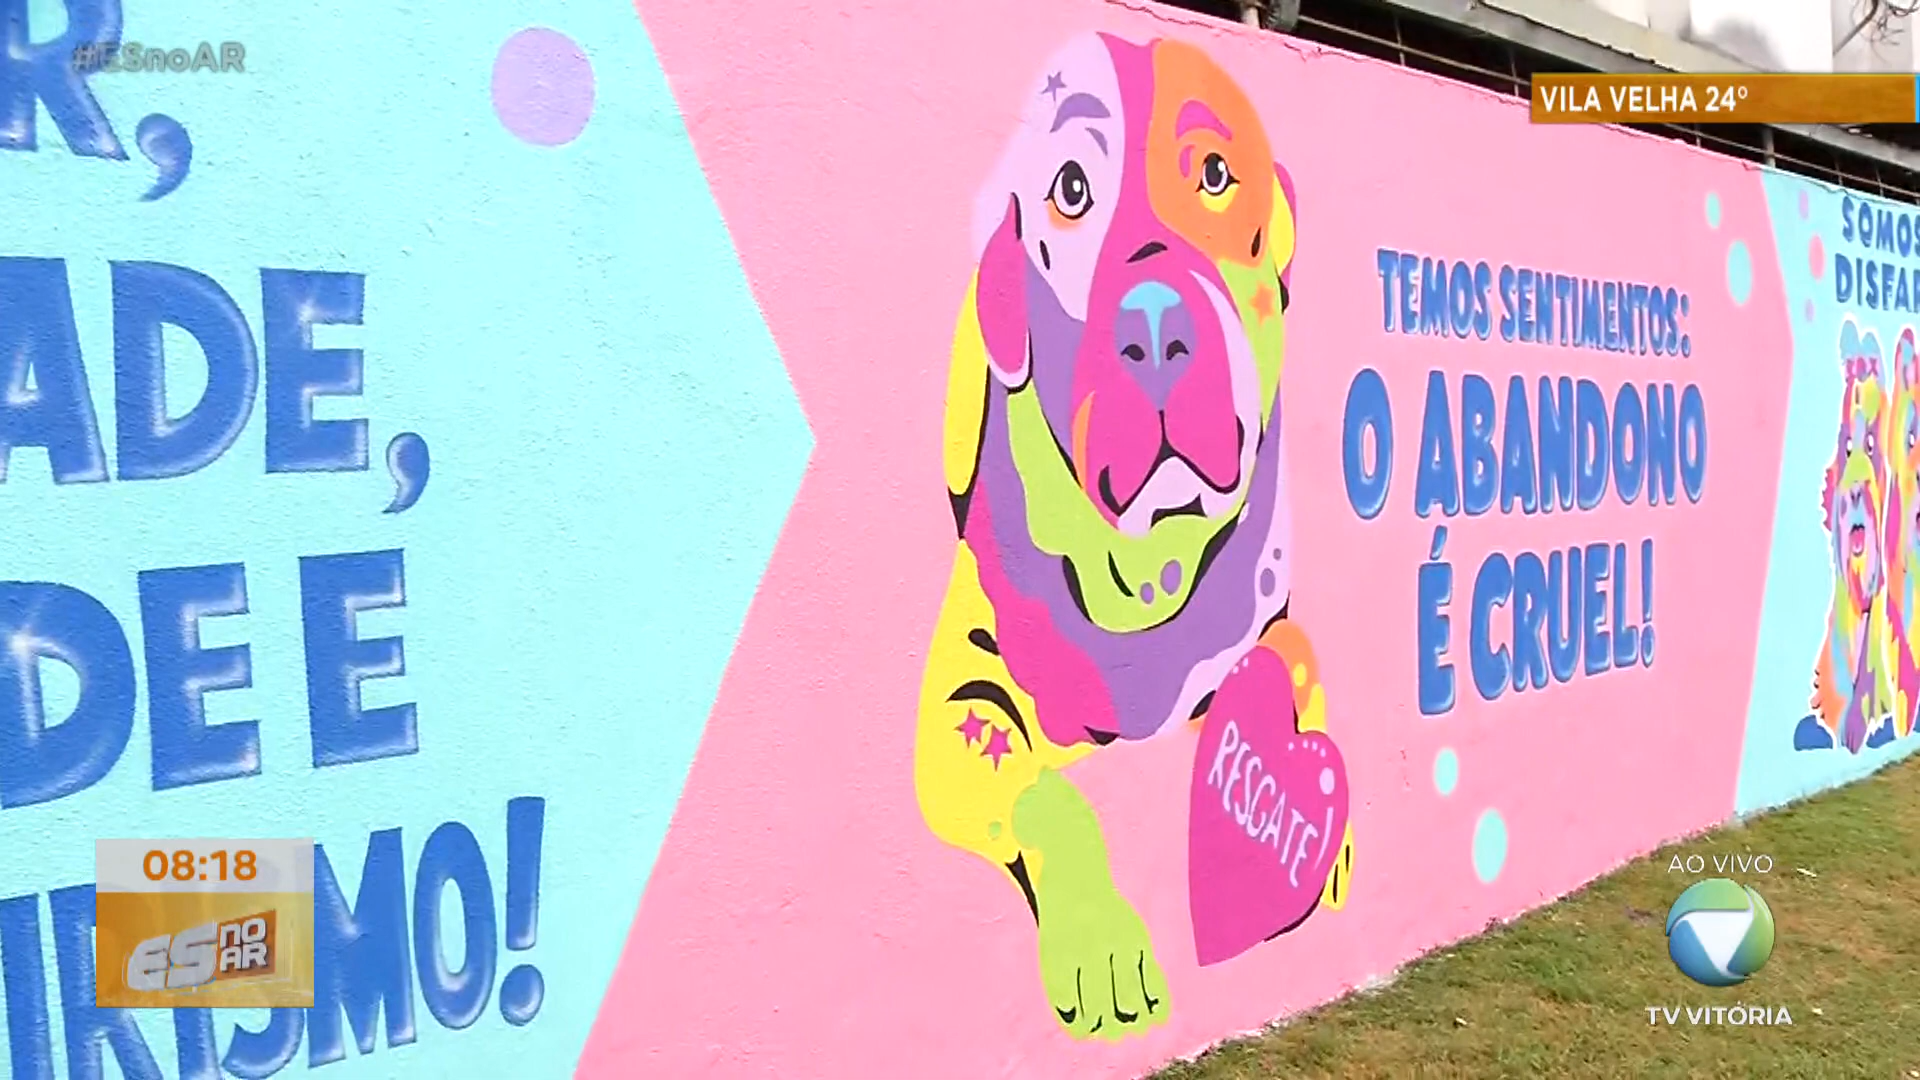 #ESnoAR
R,
ADE,
DE E
MO!
TEMOS SENTIMENTOS:
O ABANDONO
É CRUEL!
RESGATE!
SOMOS
VILA VELHA 24°
08:18
ES NO AR
AO VIVO
TV VITÓRIA